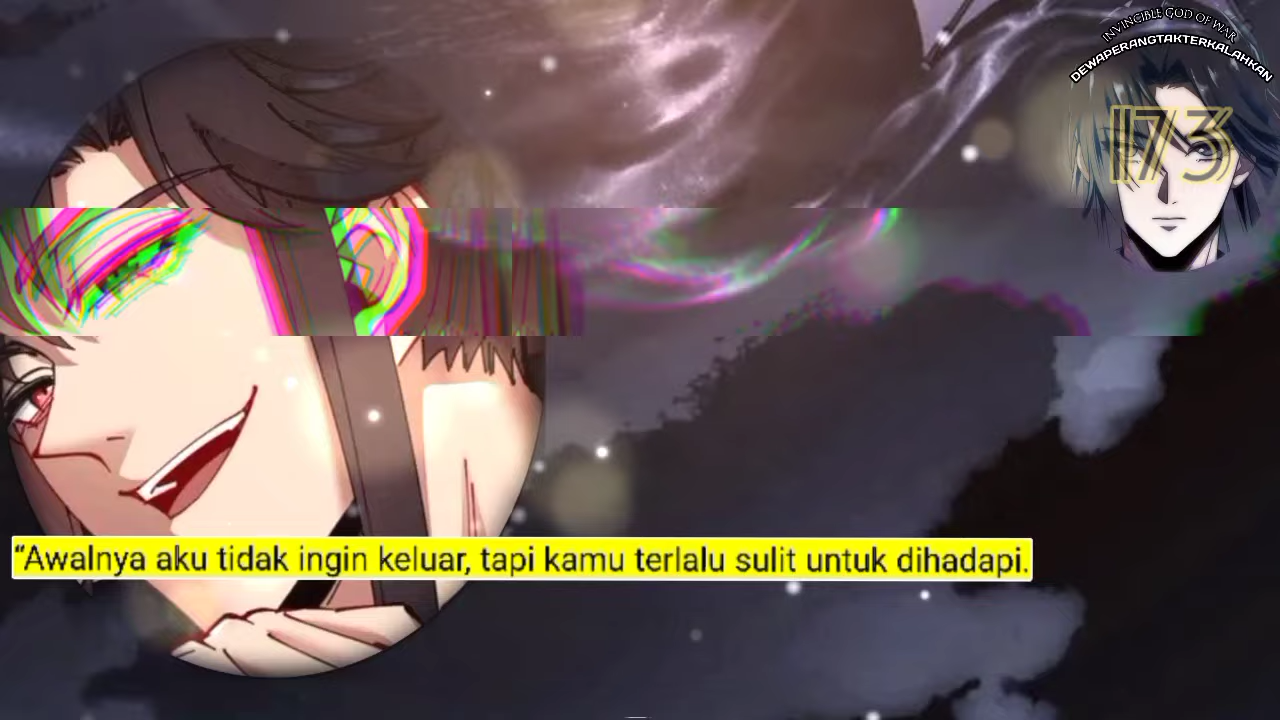 INVINCIBLE GOD OF WAR
DEWAPERANGTAKTERKALAHKAN
173
“Awalnya aku tidak ingin keluar, tapi kamu terlalu sulit untuk dihadapi.